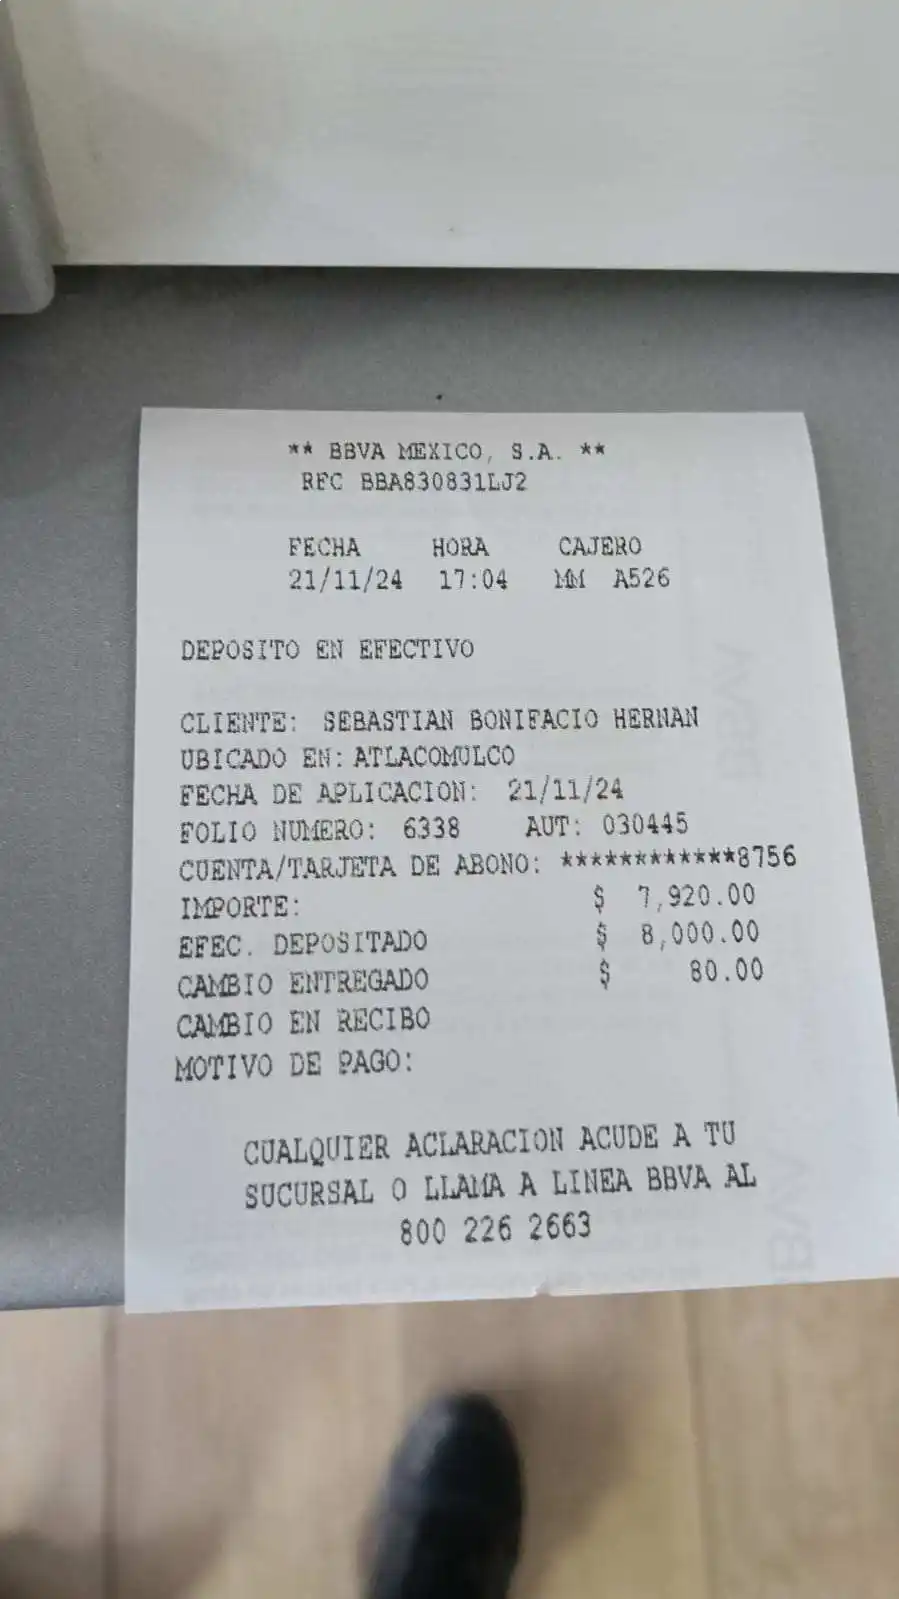 ** BBVA MEXICO, S.A. **
RFC BBA830831LJ2
FECHA HORA CAJERO
21/11/24 17:04 MM A526
DEPOSITO EN EFECTIVO
CLIENTE: SEBASTIAN BONIFACIO HERNAN
UBICADO EN: ATLACOMULCO
FECHA DE APLICACION: 21/11/24
FOLIO NUMERO: 6338 AUT: 030445
CUENTA/TARJETA DE ABONO: ************8756
IMPORTE: $ 7,920.00
EFEC. DEPOSITADO $ 8,000.00
CAMBIO ENTREGADO $ 80.00
CAMBIO EN RECIBO
MOTIVO DE PAGO:
CUALQUIER ACLARACION ACUDE A TU
SUCURSAL O LLAMA A LINEA BBVA AL
800 226 2663